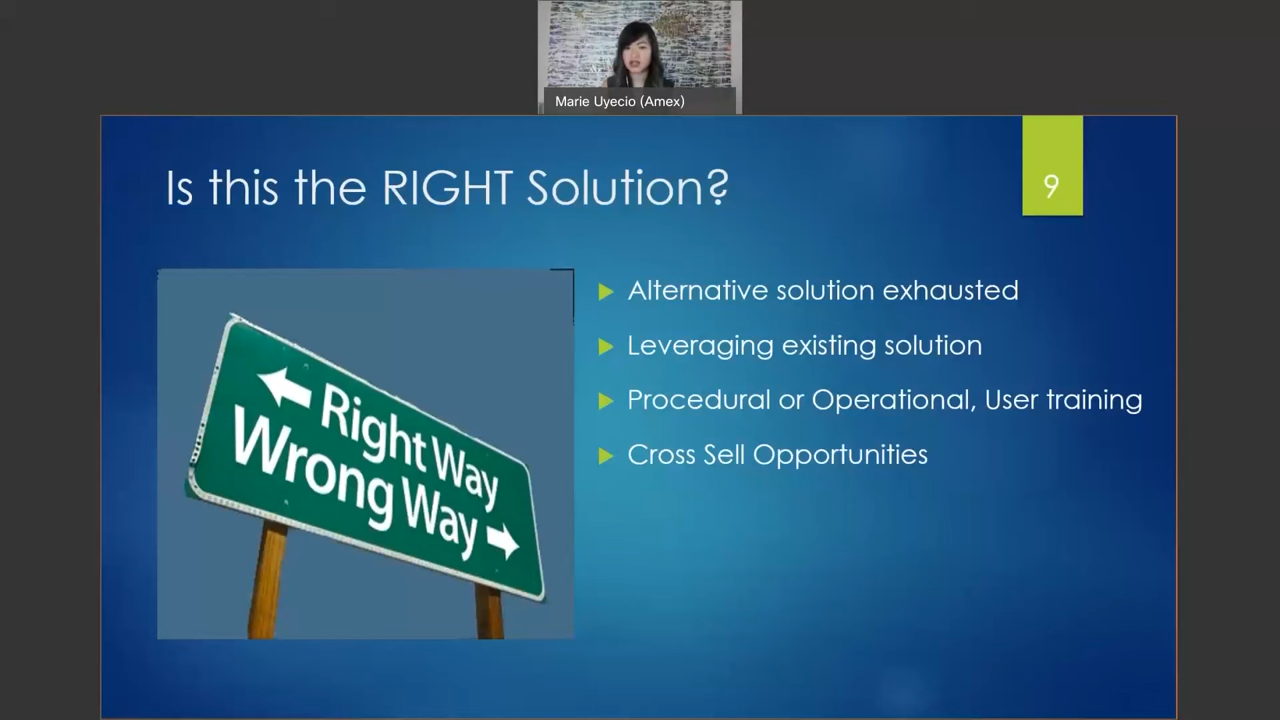 Marie Uyecio (Amex)
Is this the RIGHT Solution?
9
Right Way
Wrong Way
Alternative solution exhausted
Leveraging existing solution
Procedural or Operational, User training
Cross Sell Opportunities